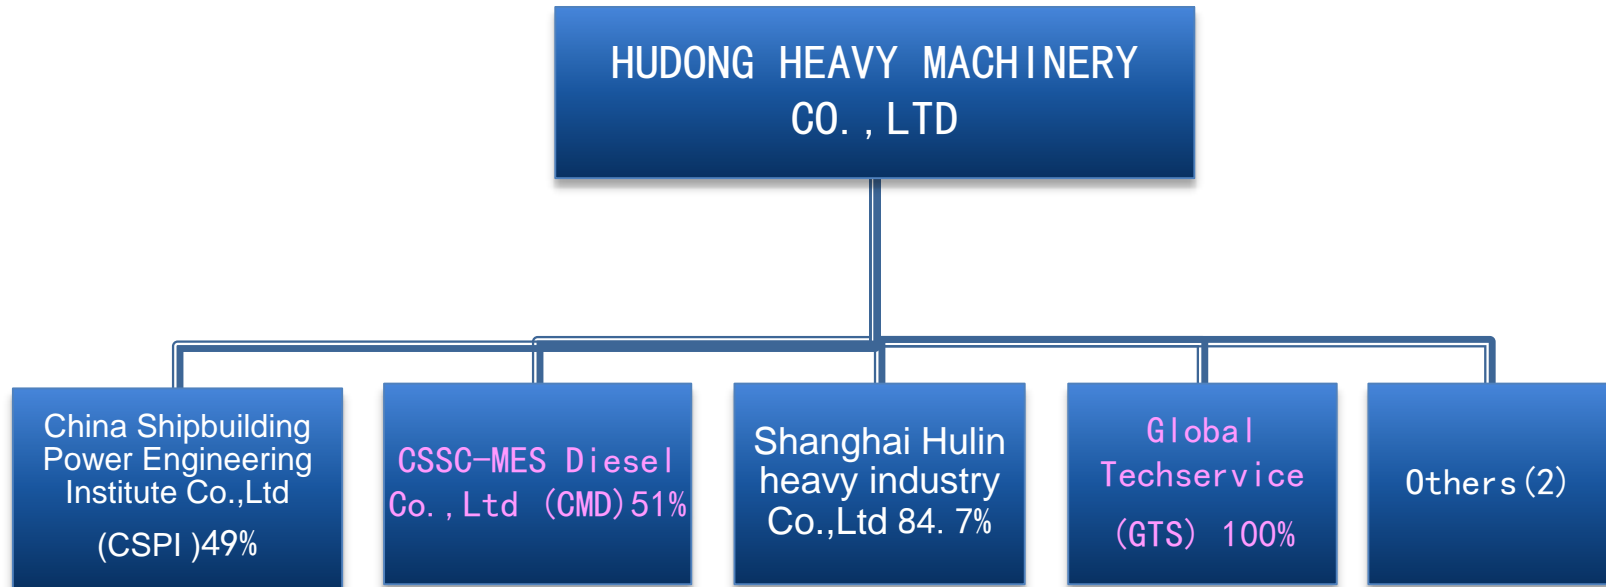 HUDONG HEAVY MACHINERY
CO.,LTD
China Shipbuilding
Power Engineering
Institute Co.,Ltd
(CSPI )49%
CSSC-MES Diesel
Co.,Ltd (CMD)51%
Shanghai Hulin
heavy industry
Co.,Ltd 84. 7%
Global
Techservice
(GTS) 100%
Others(2)